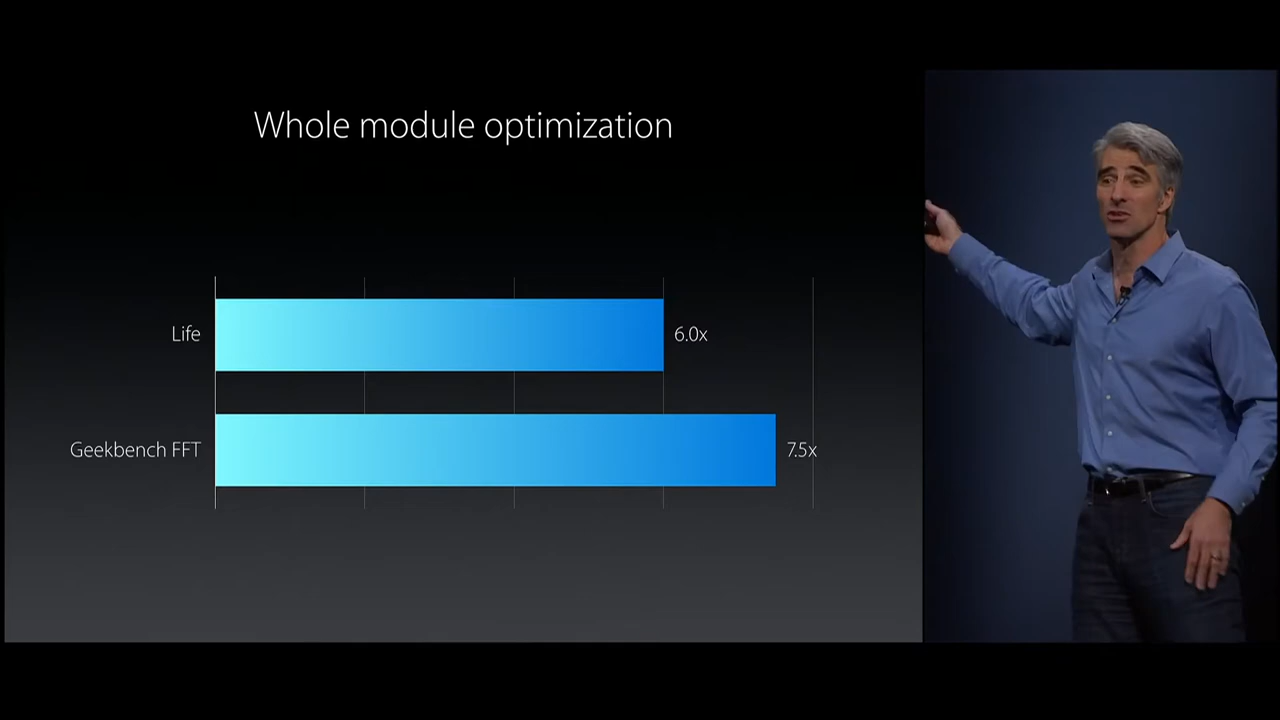 Whole module optimization
Life
6.0x
Geekbench FFT
7.5x